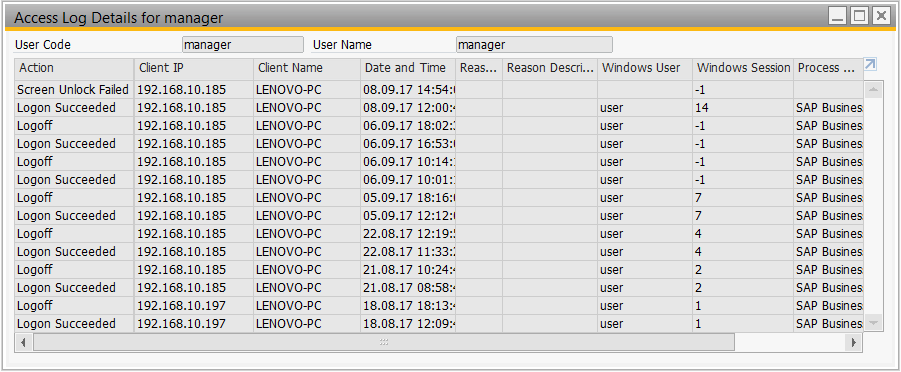 Access Log Details for manager
User Code manager User Name manager
Action Client IP Client Name Date and Time Reas... Reason Descri... Windows User Windows Session Process ...
Screen Unlock Failed 192.168.10.185 LENOVO-PC 08.09.17 14:54: -1
Logon Succeeded 192.168.10.185 LENOVO-PC 08.09.17 12:00: user 14 SAP Busines
Logoff 192.168.10.185 LENOVO-PC 06.09.17 18:02: user -1 SAP Busines
Logon Succeeded 192.168.10.185 LENOVO-PC 06.09.17 16:53: user -1 SAP Busines
Logoff 192.168.10.185 LENOVO-PC 06.09.17 10:14: user -1 SAP Busines
Logon Succeeded 192.168.10.185 LENOVO-PC 06.09.17 10:01: user -1 SAP Busines
Logoff 192.168.10.185 LENOVO-PC 05.09.17 18:16: user 7 SAP Busines
Logon Succeeded 192.168.10.185 LENOVO-PC 05.09.17 12:12: user 7 SAP Busines
Logoff 192.168.10.185 LENOVO-PC 22.08.17 12:19: user 4 SAP Busines
Logon Succeeded 192.168.10.185 LENOVO-PC 22.08.17 11:33: user 4 SAP Busines
Logoff 192.168.10.185 LENOVO-PC 21.08.17 10:24: user 2 SAP Busines
Logon Succeeded 192.168.10.185 LENOVO-PC 21.08.17 08:58: user 2 SAP Busines
Logoff 192.168.10.197 LENOVO-PC 18.08.17 18:13: user 1 SAP Busines
Logon Succeeded 192.168.10.197 LENOVO-PC 18.08.17 12:09: user 1 SAP Busines